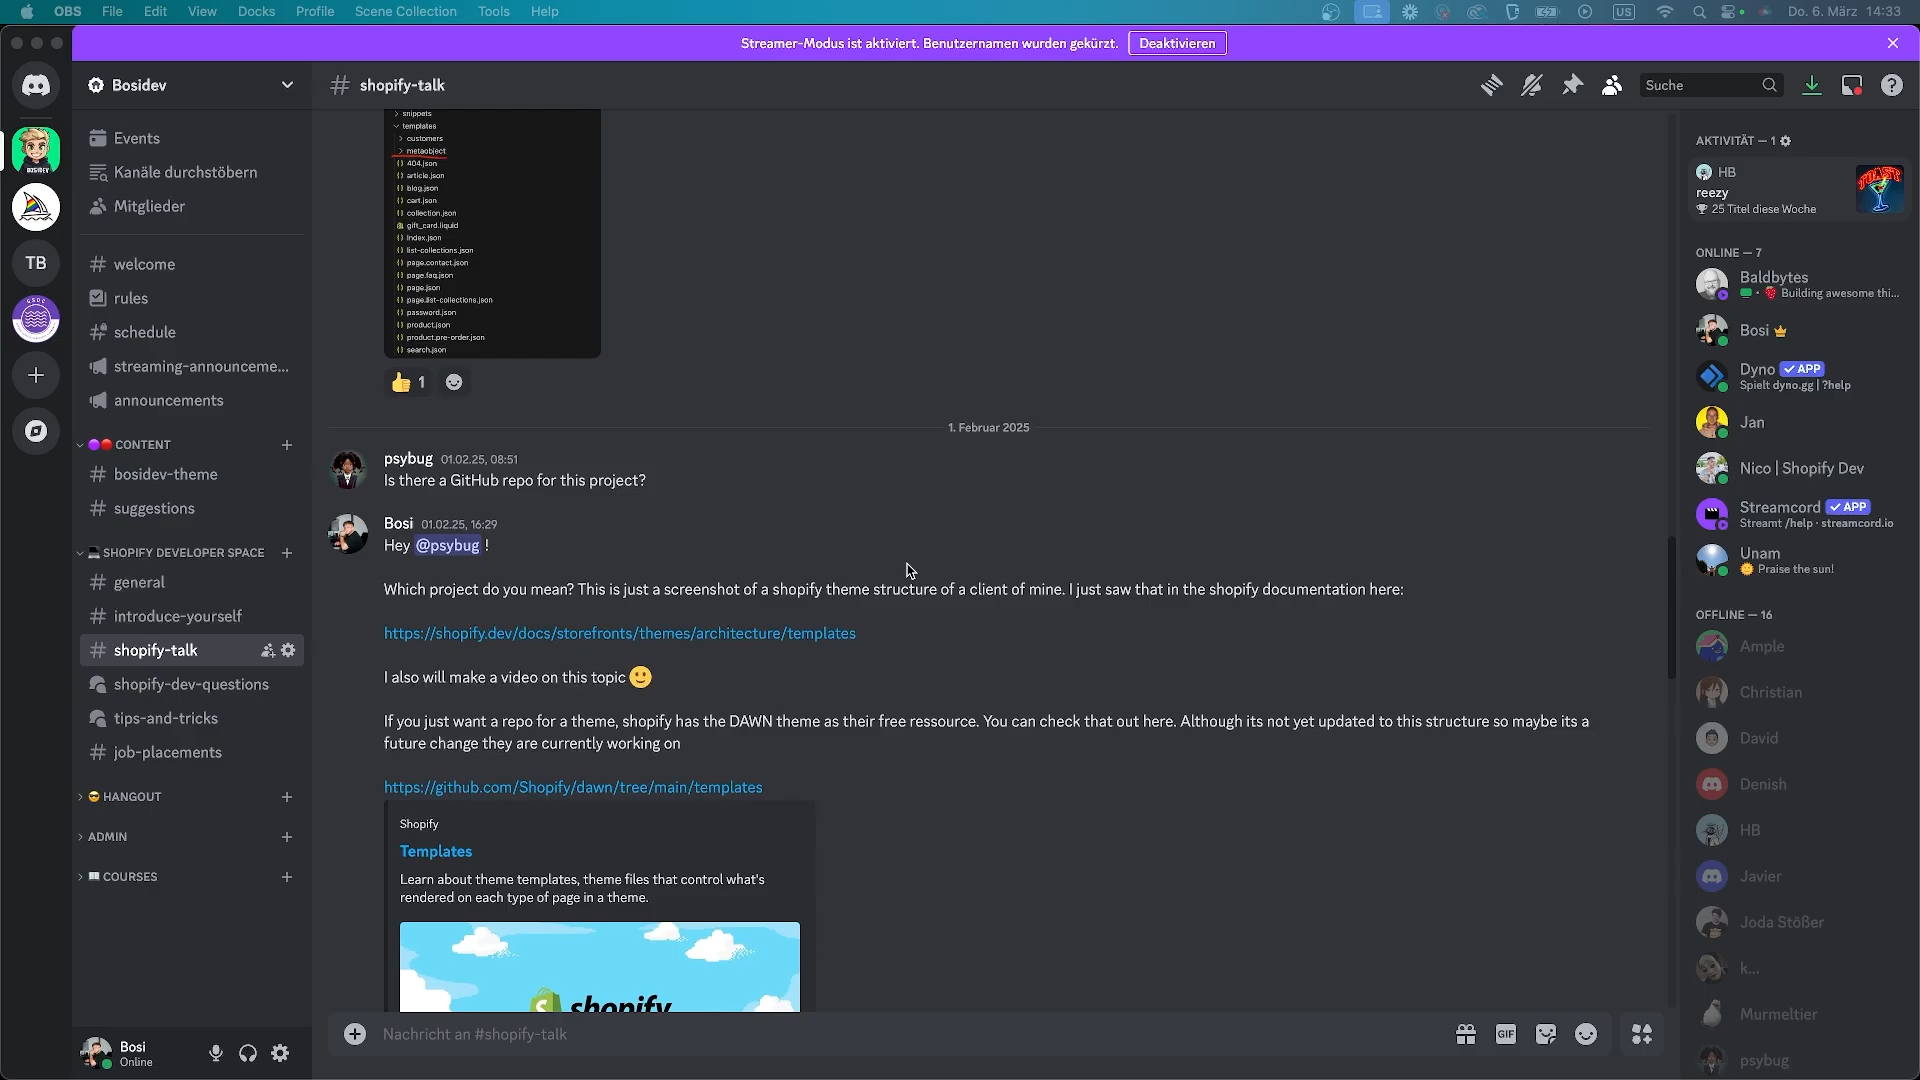 OBS File Edit View Docks Profile Scene Collection Tools Help
US
Do. 6. März 14:33
Streamer-Modus ist aktiviert. Benutzernamen wurden gekürzt. Deaktivieren
Bosidev
shopify-talk
Suche
BOSIDEV
TB
Events
Kanäle durchstöbern
Mitglieder
welcome
rules
schedule
streaming-announceme...
announcements
CONTENT
bosidev-theme
suggestions
SHOPIFY DEVELOPER SPACE
general
introduce-yourself
shopify-talk
shopify-dev-questions
tips-and-tricks
job-placements
HANGOUT
ADMIN
COURSES
Bosi
Online
snippets
templates
customers
metaobject
404.json
article.json
blog.json
cart.json
collection.json
gift_card.liquid
index.json
list-collections.json
page.contact.json
page.faq.json
page.json
page.list-collections.json
password.json
product.json
product.pre-order.json
search.json
1
1. Februar 2025
psybug 01.02.25, 08:51
Is there a GitHub repo for this project?
Bosi 01.02.25, 16:29
Hey @psybug !
Which project do you mean? This is just a screenshot of a shopify theme structure of a client of mine. I just saw that in the shopify documentation here:
https://shopify.dev/docs/storefronts/themes/architecture/templates
I also will make a video on this topic
If you just want a repo for a theme, shopify has the DAWN theme as their free ressource. You can check that out here. Although its not yet updated to this structure so maybe its a
future change they are currently working on
https://github.com/Shopify/dawn/tree/main/templates
Shopify
Templates
Learn about theme templates, theme files that control what's
rendered on each type of page in a theme.
shopify
Nachricht an #shopify-talk
GIF
AKTIVITÄT — 1
HB
reezy
25 Titel diese Woche
TOAST
ONLINE — 7
Baldbytes
Building awesome thi...
Bosi
Dyno APP
Spielt dyno.gg | ?help
Jan
Nico | Shopify Dev
Streamcord APP
Streamt /help · streamcord.io
Unam
Praise the sun!
OFFLINE — 16
Ample
Christian
David
Denish
HB
Javier
Joda Stößer
k...
Murmeltier
psybug